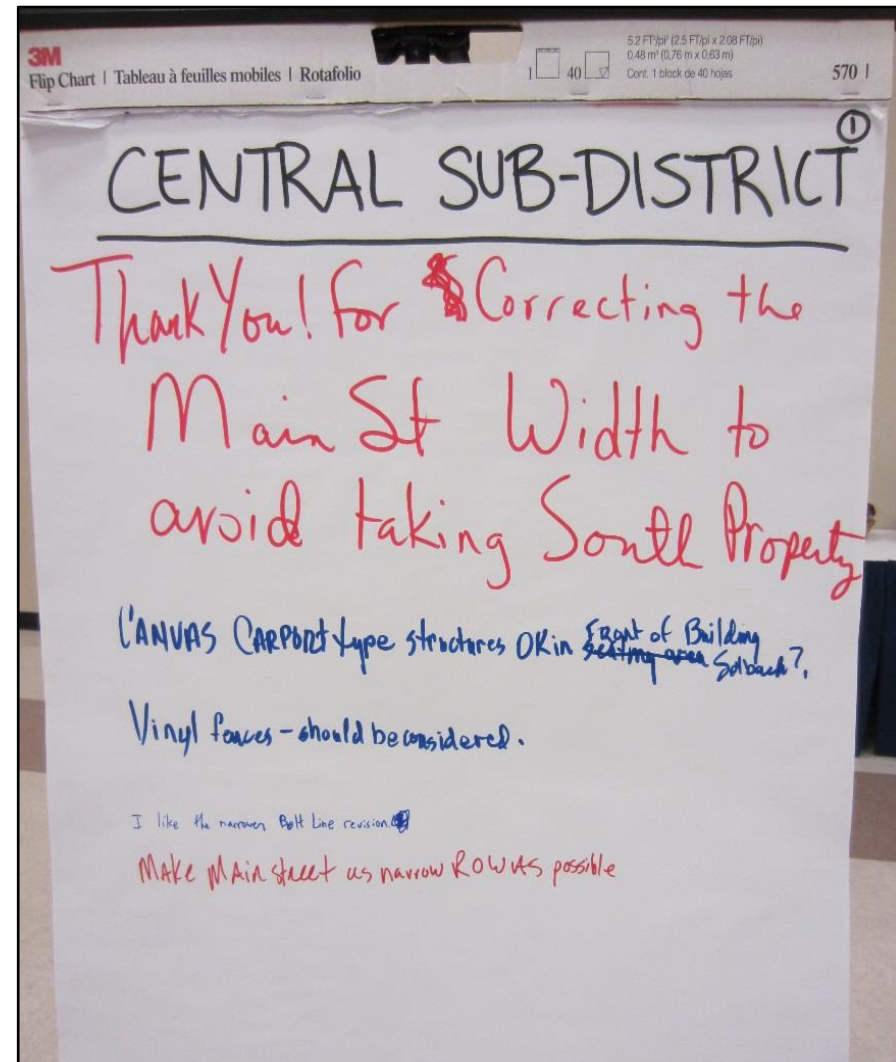 3M
Flip Chart | Tableau à feuilles mobiles | Rotafolio
1 40
5.2 FT²/pi² (2.5 FT/pi x 2.08 FT/pi)
0,48 m² (0,76 m x 0,63 m)
Cont. 1 block de 40 hojas
570
1
CENTRAL SUB-DISTRICT
Thank You! for Correcting the
Main St Width to
avoid taking South Property
CANVAS CARPORT type structures OK in Front of Building
seating area Setback?
Vinyl fences - should be considered.
I like the narrower Bolt Line revision
MAKE MAin street as narrow ROW AS possible